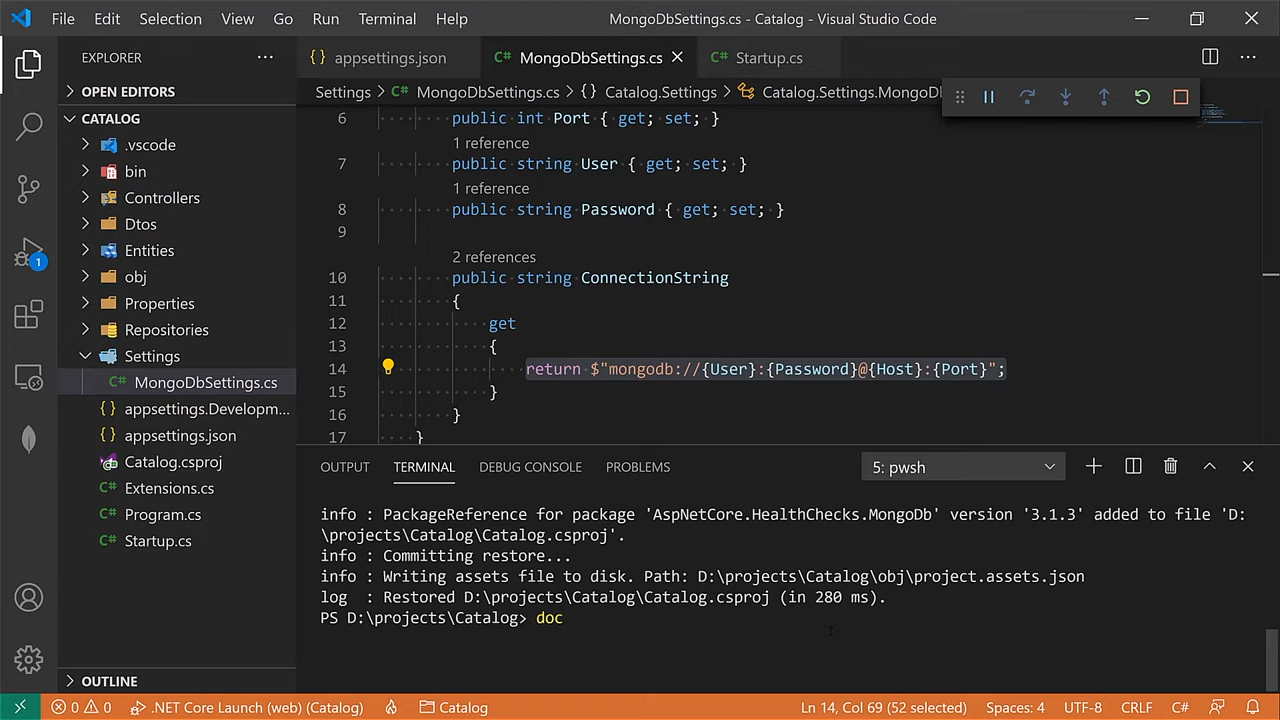 File Edit Selection View Go Run Terminal Help MongoDbSettings.cs - Catalog - Visual Studio Code
EXPLORER
{} appsettings.json C# MongoDbSettings.cs C# Startup.cs
Settings > C# MongoDbSettings.cs > {} Catalog.Settings > Catalog.Settings.MongoD
OPEN EDITORS
CATALOG
.vscode
bin
Controllers
Dtos
Entities
obj
Properties
Repositories
Settings
C# MongoDbSettings.cs
{} appsettings.Developm...
{} appsettings.json
Catalog.csproj
C# Extensions.cs
C# Program.cs
C# Startup.cs
OUTLINE
1
6 public int Port { get; set; }
1 reference
7 public string User { get; set; }
1 reference
8 public string Password { get; set; }
9
2 references
10 public string ConnectionString
11 {
12 get
13 {
14 return $"mongodb://{User}:{Password}@{Host}:{Port}";
15 }
16 }
17 }
OUTPUT TERMINAL DEBUG CONSOLE PROBLEMS 5: pwsh
info : PackageReference for package 'AspNetCore.HealthChecks.MongoDb' version '3.1.3' added to file 'D:
\projects\Catalog\Catalog.csproj'.
info : Committing restore...
info : Writing assets file to disk. Path: D:\projects\Catalog\obj\project.assets.json
log : Restored D:\projects\Catalog\Catalog.csproj (in 280 ms).
PS D:\projects\Catalog> doc
0 0 .NET Core Launch (web) (Catalog) Catalog Ln 14, Col 69 (52 selected) Spaces: 4 UTF-8 CRLF C#